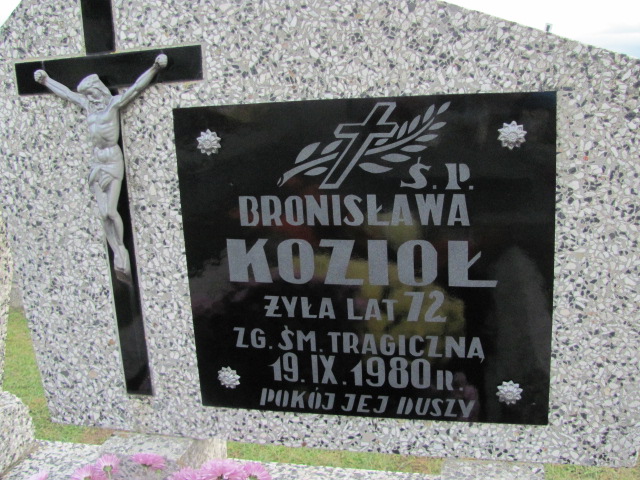 Ś.P.
BRONISŁAWA
KOZIOŁ
ŻYŁA LAT 72
ZG. ŚM. TRAGICZNĄ
19.IX.1980 R.
POKÓJ JEJ DUSZY